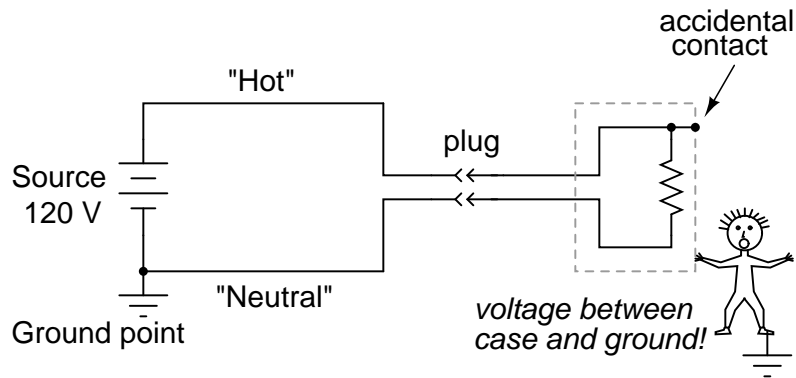 accidental
contact
"Hot"
plug
Source
120 V
"Neutral"
Ground point
voltage between
case and ground!